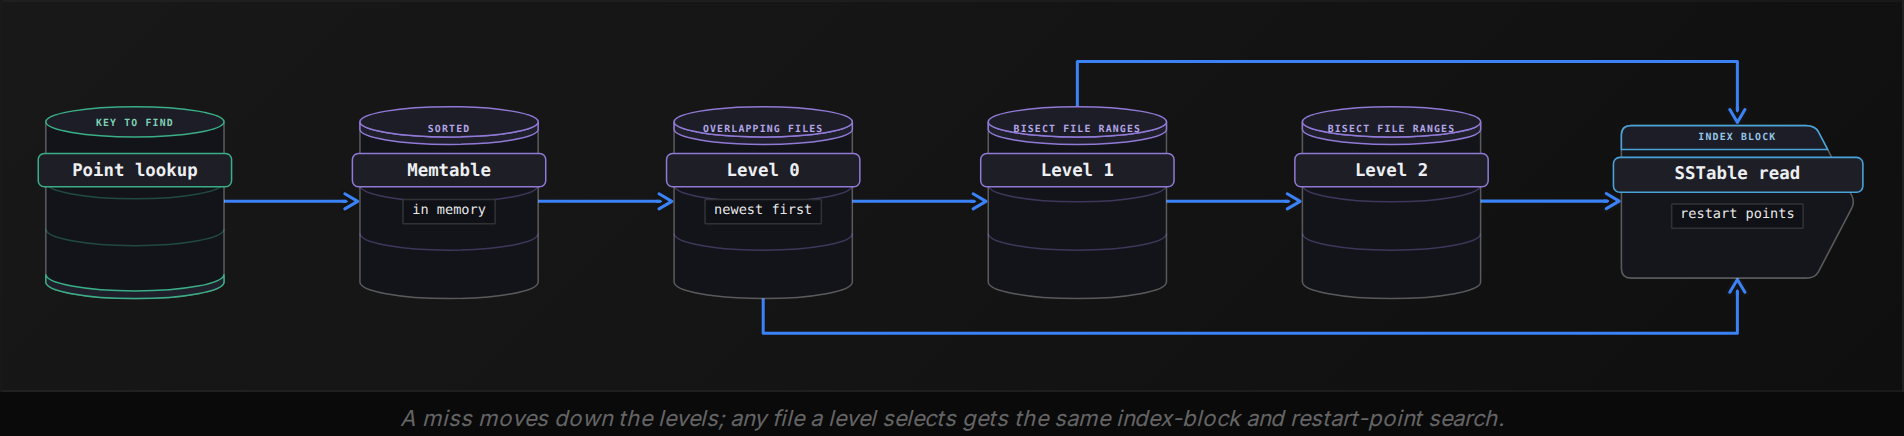 KEY TO FIND
Point lookup
SORTED
Memtable
in memory
OVERLAPPING FILES
Level 0
newest first
BISECT FILE RANGES
Level 1
BISECT FILE RANGES
Level 2
INDEX BLOCK
SSTable read
restart points
A miss moves down the levels; any file a level selects gets the same index-block and restart-point search.